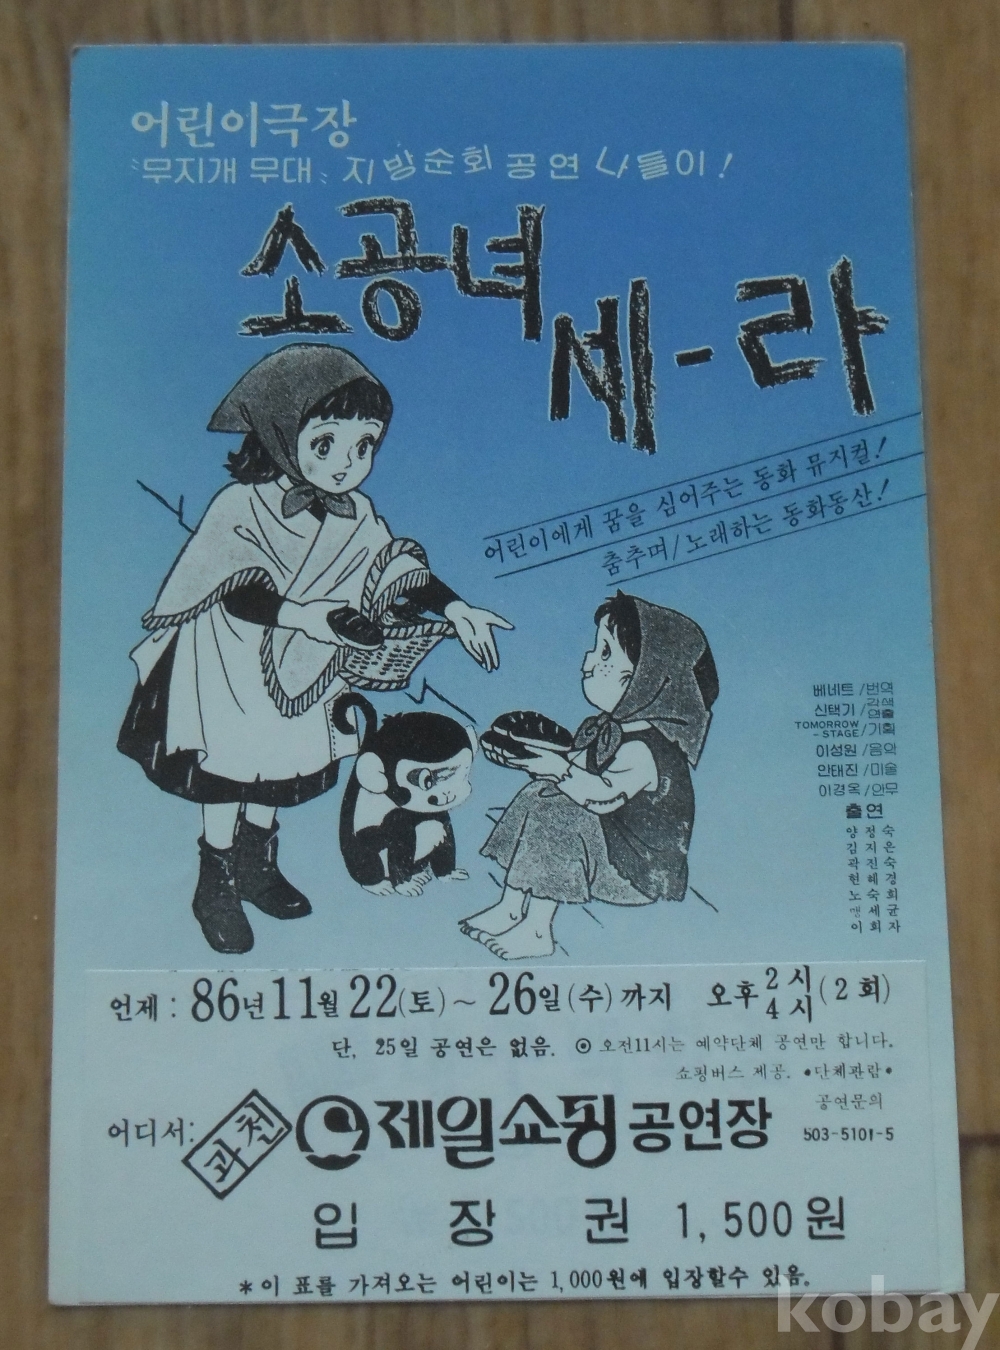 어린이극장
"무지개 무대" 지방순회 공연 나들이!
소공녀
세-라
어린이에게 꿈을 심어주는 동화 뮤지컬!
춤추며/노래하는 동화동산!
베네트/번역
신택기/각색 연출
TOMORROW
-STAGE/기획
이성원/음악
안태진/미술
이경옥/안무
출연
양정숙
김지은
곽진숙
현혜경
노숙희
맹세균
이희자
언제 : 86년 11월 22(토) ~ 26일(수)까지 오후 2시 4시 (2회)
단, 25일 공연은 없음. ◉ 오전11시는 예약단체 공연만 합니다.
쇼핑버스 제공. •단체관람•
공연문의
503-5101-5
어디서: 과천 제일쇼핑 공연장
입 장 권 1,500원
*이 표를 가져오는 어린이는 1,000원에 입장할수 있음.
kobay